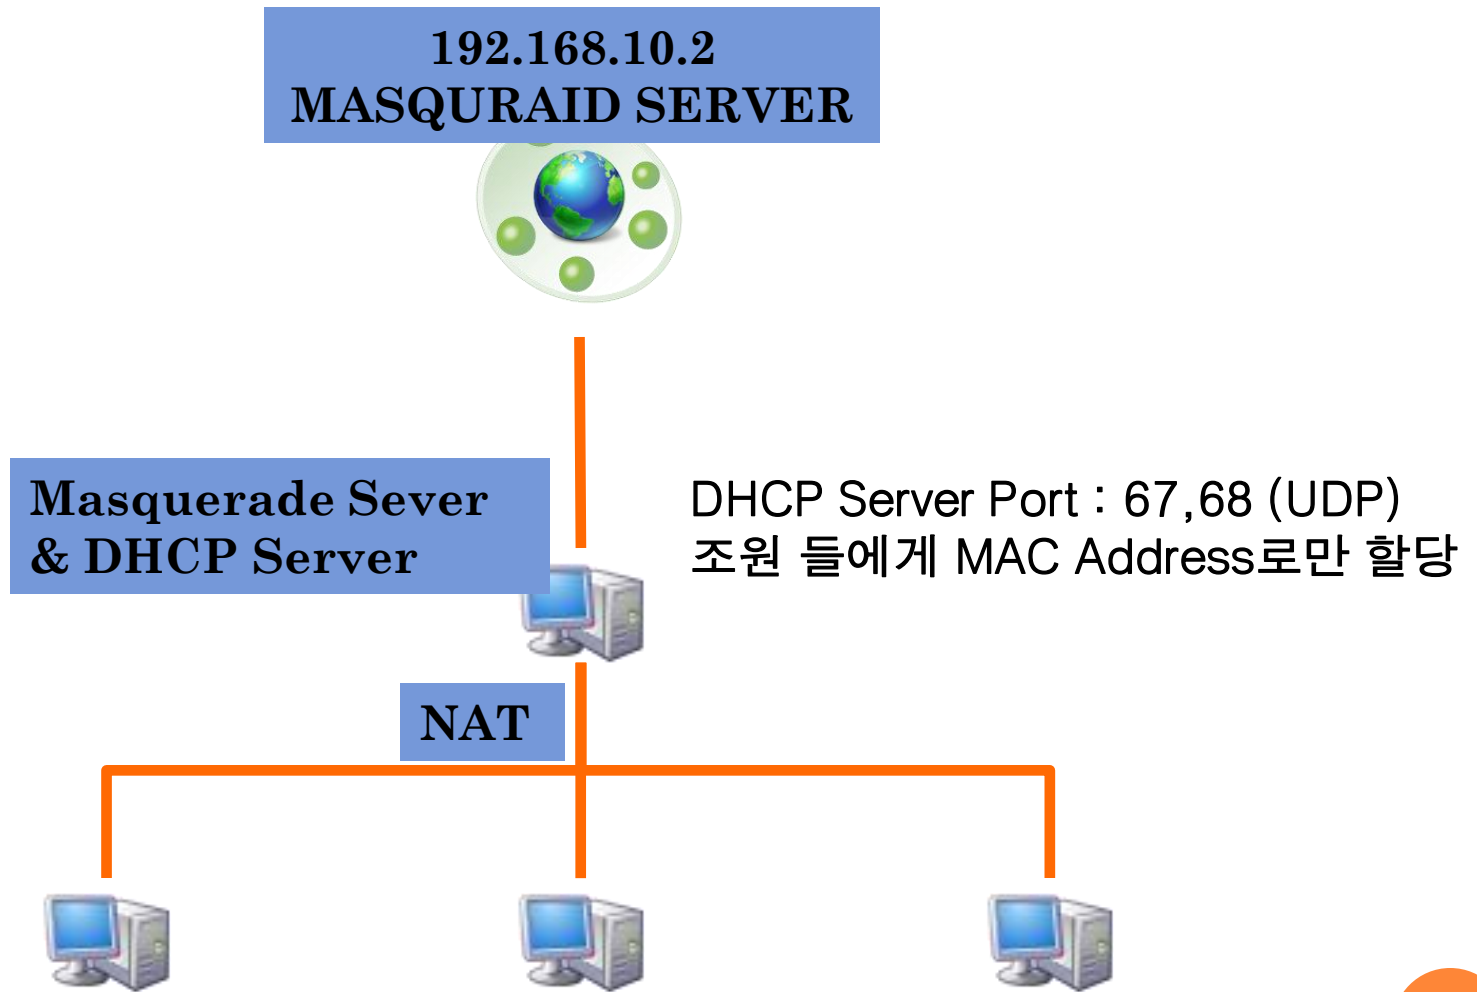 192.168.10.2
MASQURAID SERVER
Masquerade Sever
& DHCP Server
DHCP Server Port : 67,68 (UDP)
조원 들에게 MAC Address로만 할당
NAT